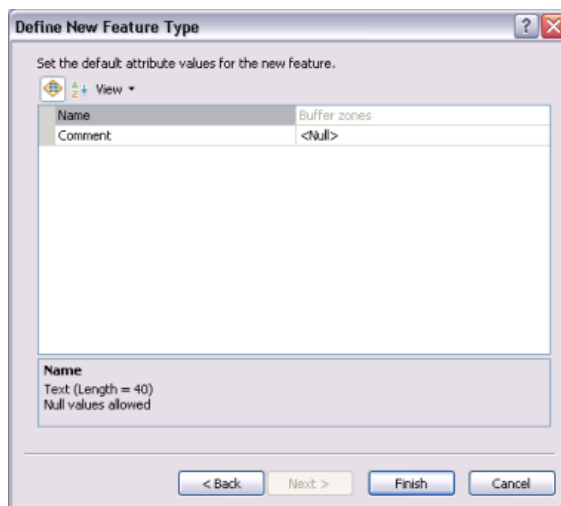 Define New Feature Type
Set the default attribute values for the new feature.
View
Name Buffer zones
Comment <Null>
Name
Text (Length = 40)
Null values allowed
< Back Next > Finish Cancel